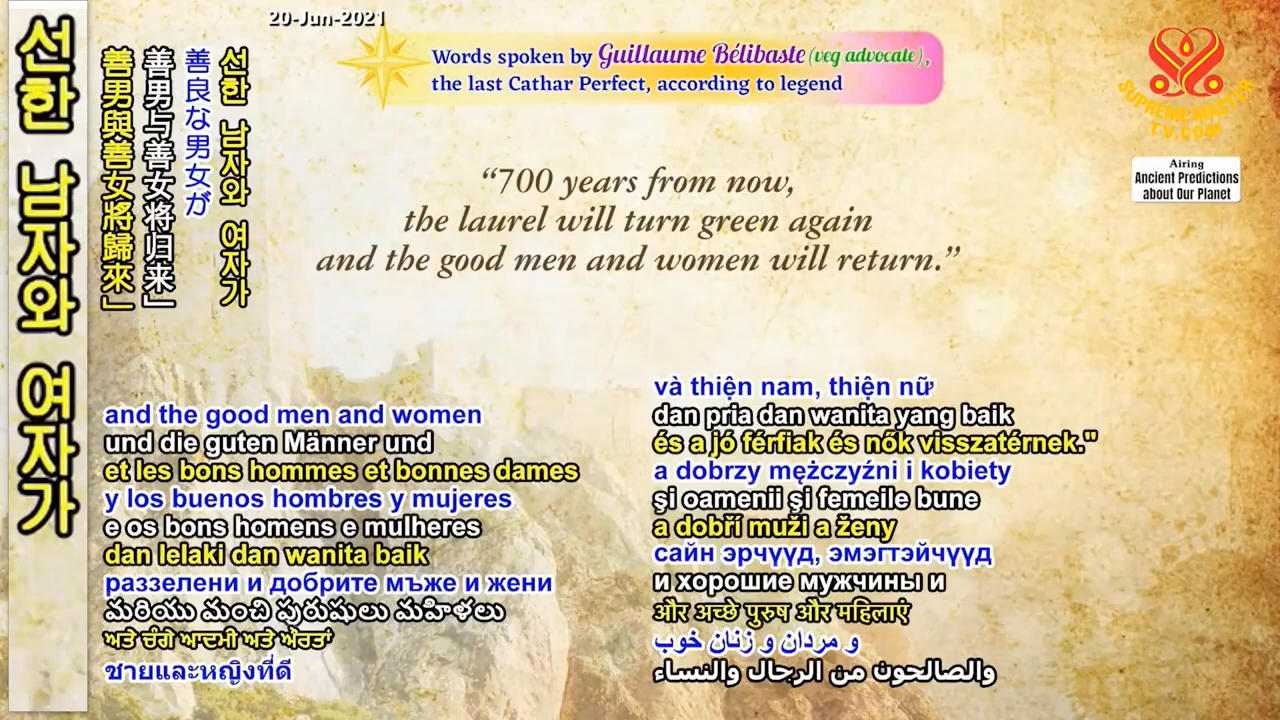 20-Jun-2021
Words spoken by Guillaume Bélibaste (veg advocate),
the last Cathar Perfect, according to legend
SUPREMEMASTER
TV.COM
Airing
Ancient Predictions
about Our Planet
선한 남자와 여자가
善男與善女將歸來」
善男与善女将归来」
善良な男女が
선한 남자와 여자가
“700 years from now,
the laurel will turn green again
and the good men and women will return.”
and the good men and women
und die guten Männer und
et les bons hommes et bonnes dames
y los buenos hombres y mujeres
e os bons homens e mulheres
dan lelaki dan wanita baik
раззелени и добрите мъже и жени
మరియు మంచి పురుషులు మహిళలు
ਅਤੇ ਚੰਗੇ ਆਦਮੀ ਅਤੇ ਔਰਤਾਂ
ชายและหญิงที่ดี
và thiện nam, thiện nữ
dan pria dan wanita yang baik
és a jó férfiak és nők visszatérnek."
a dobrzy mężczyźni i kobiety
şi oamenii şi femeile bune
a dobří muži a ženy
сайн эрчүүд, эмэгтэйчүүд
и хорошие мужчины и
और अच्छे पुरुष और महिलाएं
و مردان و زنان خوب
والصالحون من الرجال والنساء